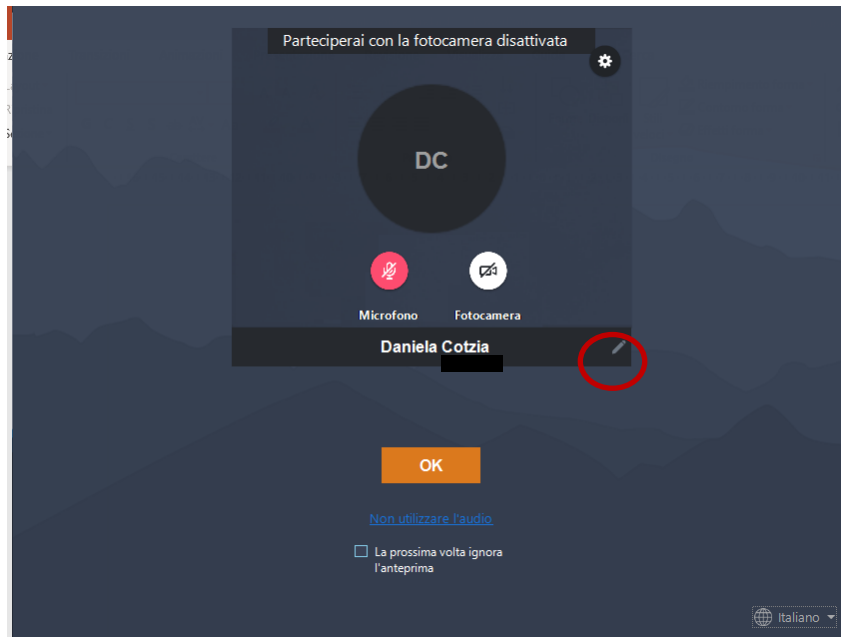 Parteciperai con la fotocamera disattivata
DC
Microfono Fotocamera
Daniela Cotzia
OK
Non utilizzare l'audio
La prossima volta ignora
l'anteprima
Italiano